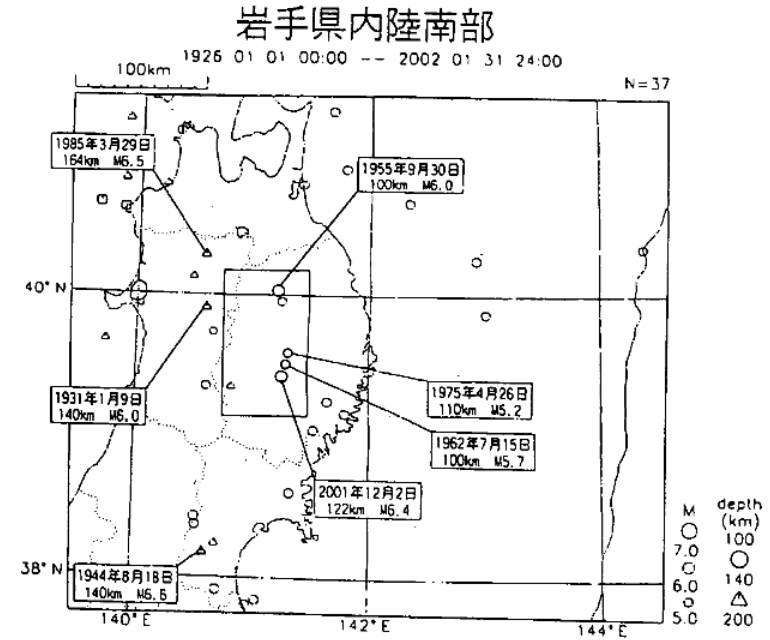 岩手県内陸南部
1926 01 01 00:00 -- 2002 01 31 24:00
100km
N=37
1985年3月29日
164km M6.5
1955年9月30日
100km M6.0
40° N
1931年1月9日
140km M6.0
1975年4月26日
110km M5.2
1962年7月15日
100km M5.7
2001年12月2日
122km M6.4
1944年8月18日
140km M6.6
38° N
140° E
142° E
144° E
M
7.0
6.0
5.0
depth
(km)
100
140
200